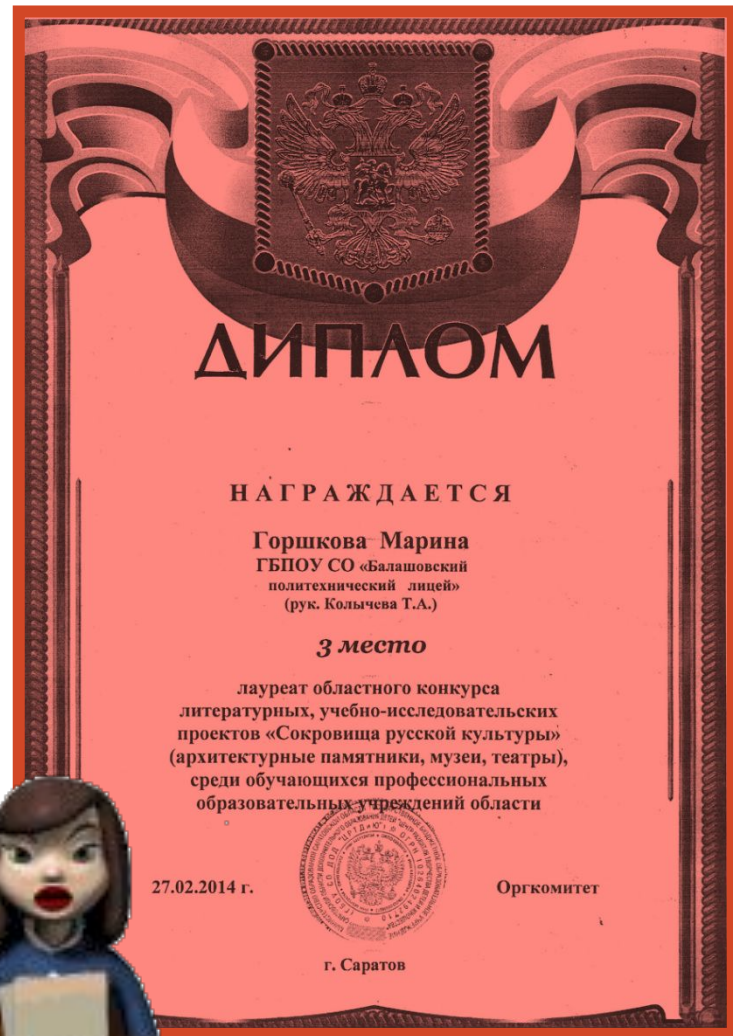 ДИПЛОМ
НАГРАЖДАЕТСЯ
Горшкова Марина
ГБПОУ СО «Балашовский
политехнический лицей»
(рук. Колычева Т.А.)
3 место
лауреат областного конкурса
литературных, учебно-исследовательских
проектов «Сокровища русской культуры»
(архитектурные памятники, музеи, театры),
среди обучающихся профессиональных
образовательных учреждений области
27.02.2014 г.
Оргкомитет
г. Саратов